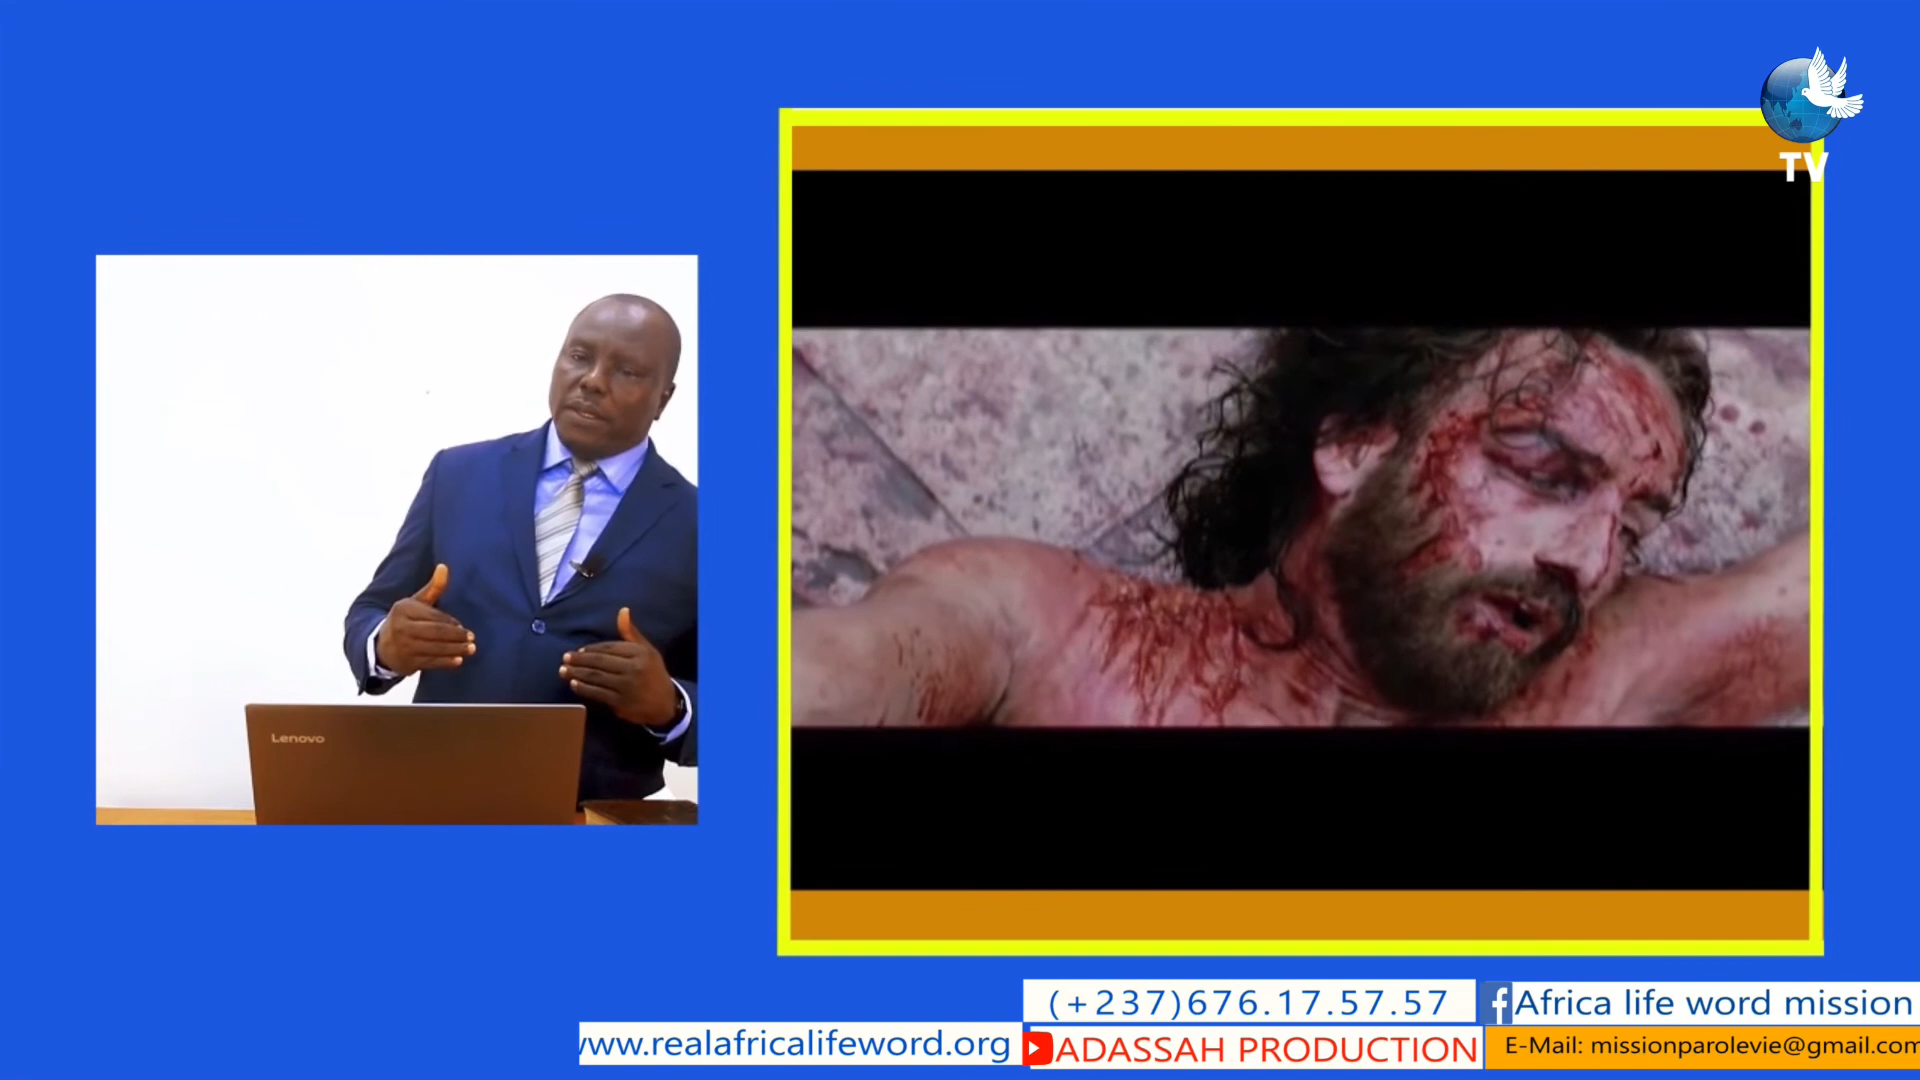 TV
Lenovo
(+237)676.17.57.57
Africa life word mission
www.realafricalifeword.org
ADASSAH PRODUCTION
E-Mail: missionparolevie@gmail.com